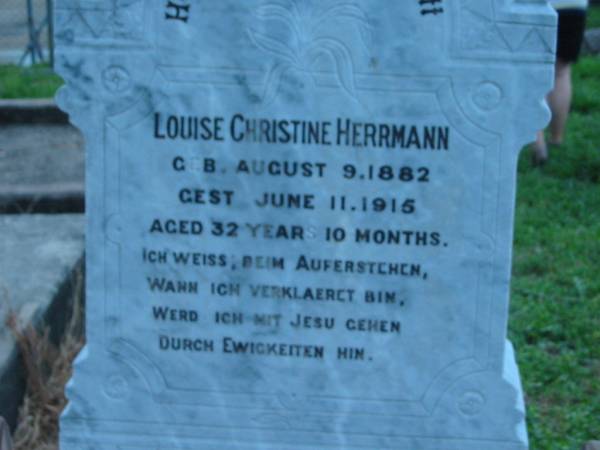 LOUISE CHRISTINE HERRMANN
GEB. AUGUST 9.1882
GEST JUNE 11.1915
AGED 32 YEARS 10 MONTHS.
ICH WEISS, BEIM AUFERSTEHEN,
WANN ICH VERKLAERET BIN,
WERD ICH MIT JESU GEHEN
DURCH EWIGKEITEN HIN.